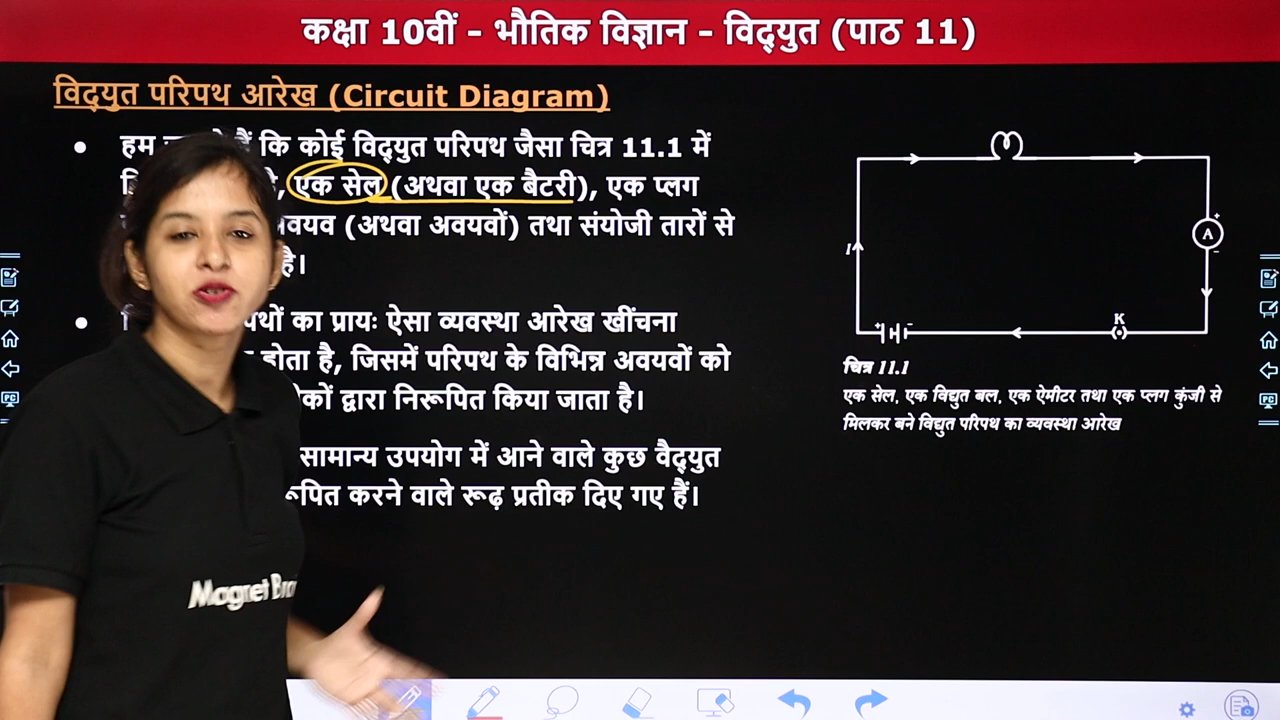 कक्षा 10वीं - भौतिक विज्ञान - विद्युत (पाठ 11)
विद्युत परिपथ आरेख (Circuit Diagram)
हम कि कोई विद्युत परिपथ जैसा चित्र 11.1 में
एक सेल (अथवा एक बैटरी), एक प्लग
(अथवा अवयवों) तथा संयोजी तारों से
है।
का प्रायः ऐसा व्यवस्था आरेख खींचना
होता है, जिसमें परिपथ के विभिन्न अवयवों को
द्वारा निरूपित किया जाता है।
सामान्य उपयोग में आने वाले कुछ वैद्युत
करने वाले रूढ़ प्रतीक दिए गए हैं।
I
+
A
−
+ −
K
चित्र 11.1
एक सेल, एक विद्युत बल, एक ऐमीटर तथा एक प्लग कुंजी से
मिलकर बने विद्युत परिपथ का व्यवस्था आरेख
Magnet
PC
PC